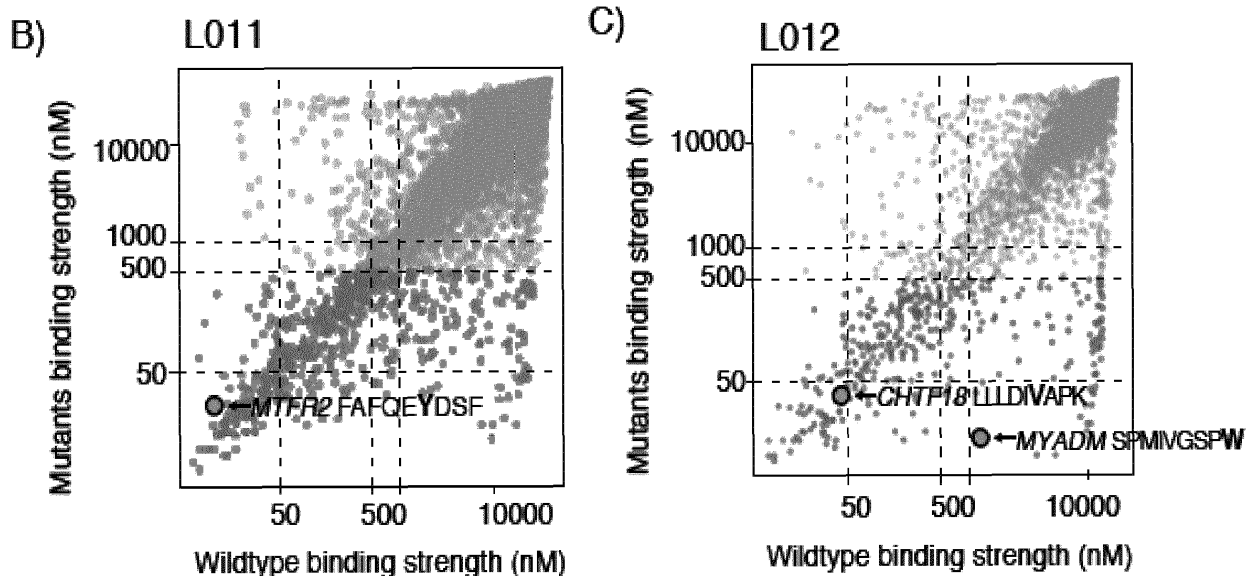 B)
L011
Mutants binding strength (nM)
10000
1000
500
50
MTFR2 FAFQEYDSF
50
500
10000
Wildtype binding strength (nM)
C)
L012
Mutants binding strength (nM)
10000
1000
500
50
CHTF18 LLLDIVAPK
MYADM SPMIVGSPW
50
500
10000
Wildtype binding strength (nM)